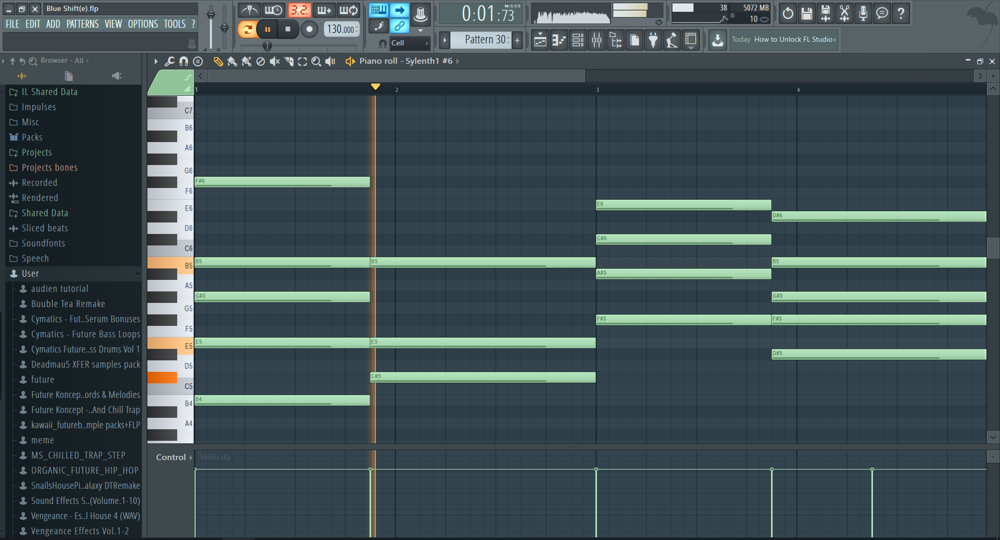 Blue Shift(e).flp
FILE EDIT ADD PATTERNS VIEW OPTIONS TOOLS ?
3.2.
130.000
Cell
0:01:73
M:S:CS
Pattern 30
+
38
5072 MB
10
?
Today How to Unlock FL Studio
Browser - All
Piano roll - Sylenth1 #6
IL Shared Data
Impulses
Misc
Packs
Projects
Projects bones
Recorded
Rendered
Shared Data
Sliced beats
Soundfonts
Speech
User
audien tutorial
Buuble Tea Remake
Cymatics - Fut..Serum Bonuses
Cymatics - Future Bass Loops
Cymatics Future..ss Drums Vol 1
Deadmau5 XFER samples pack
future
Future Koncep..ords & Melodies
Future Koncept -..And Chill Trap
kawaii_futureb..mple packs+FLP
meme
MS_CHILLED_TRAP_STEP
ORGANIC_FUTURE_HIP_HOP
SnailsHousePi..alaxy DTRemake
Sound Effects S..(Volume.1-10)
Vengeance - Es..l House 4 (WAV)
Vengeance Effects Vol.1-2
1 2 3 4
C7
B6
A6
G6
F#6
F6
E6 E6
D#6
D6
C#6
C6
B5 B5 B5 B5
A#5
A5
G#5 G#5
G5
F#5 F#5
F5
E5 E5 E5
D#5
D5
C#5
C5
B4 B4
A4
Control Velocity